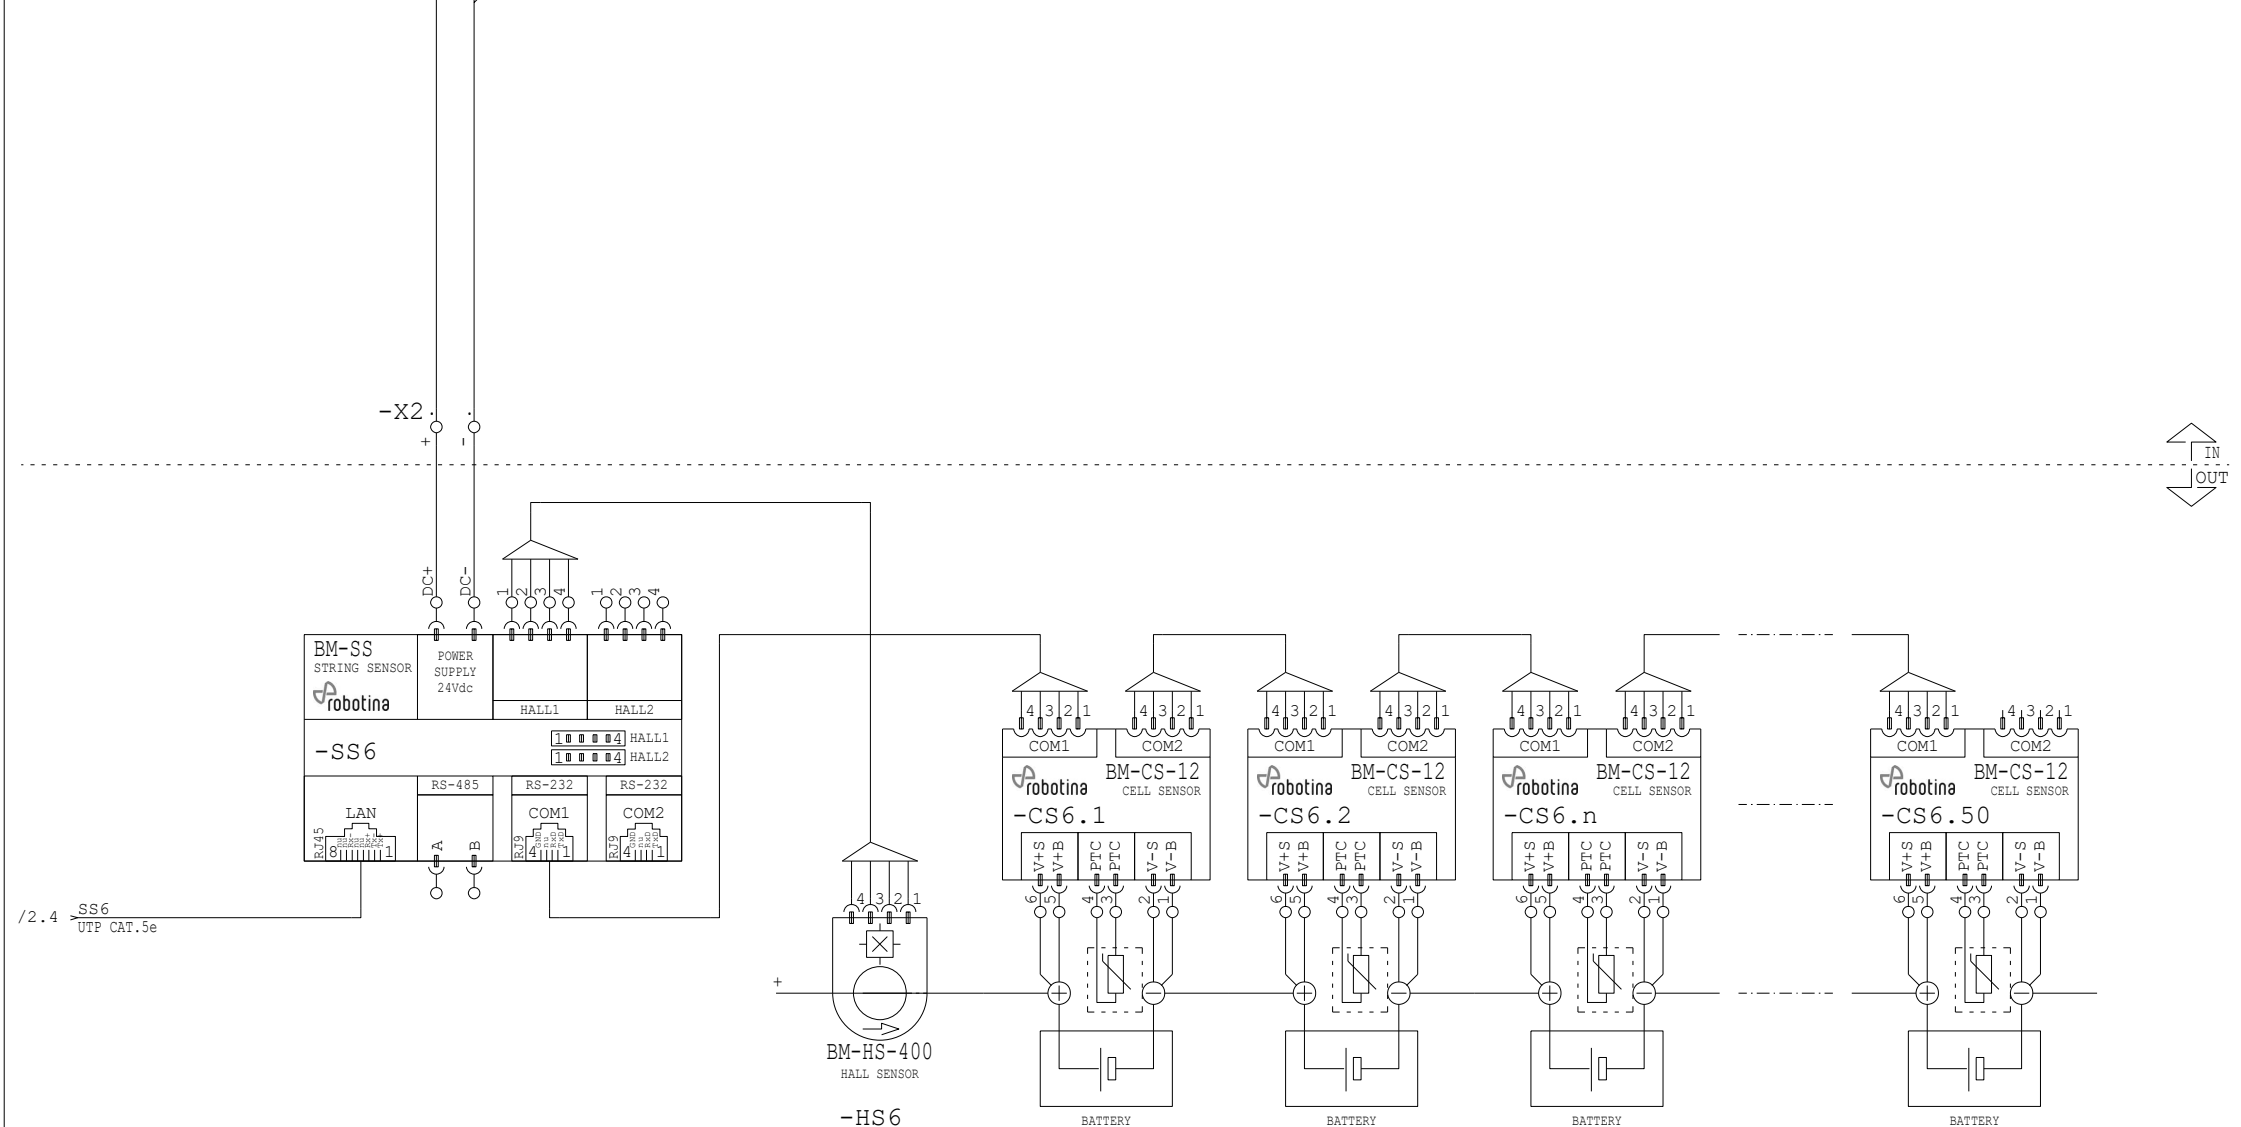 -X2
+ -
IN
OUT
DC+ DC-
1 2 3 4 1 2 3 4
BM-SS
STRING SENSOR
robotina
POWER
SUPPLY
24Vdc
HALL1 HALL2
-SS6
1 4 HALL1
1 4 HALL2
RS-485 RS-232 RS-232
LAN COM1 COM2
RJ45 8 1 A B RJ9 4 GND nu RxD TxD 1 RJ9 4 GND nu RxD TxD 1
/2.4 SS6
UTP CAT.5e
4 3 2 1
+
BM-HS-400
HALL SENSOR
-HS6
4 3 2 1 4 3 2 1
COM1 COM2
robotina BM-CS-12
CELL SENSOR
-CS6.1
V+S V+B PTC PTC V-S V-B
6 5 4 3 2 1
+ -
BATTERY
4 3 2 1 4 3 2 1
COM1 COM2
robotina BM-CS-12
CELL SENSOR
-CS6.2
V+S V+B PTC PTC V-S V-B
6 5 4 3 2 1
+ -
BATTERY
4 3 2 1 4 3 2 1
COM1 COM2
robotina BM-CS-12
CELL SENSOR
-CS6.n
V+S V+B PTC PTC V-S V-B
6 5 4 3 2 1
+ -
BATTERY
4 3 2 1 4 3 2 1
COM1 COM2
robotina BM-CS-12
CELL SENSOR
-CS6.50
V+S V+B PTC PTC V-S V-B
6 5 4 3 2 1
+ -
BATTERY